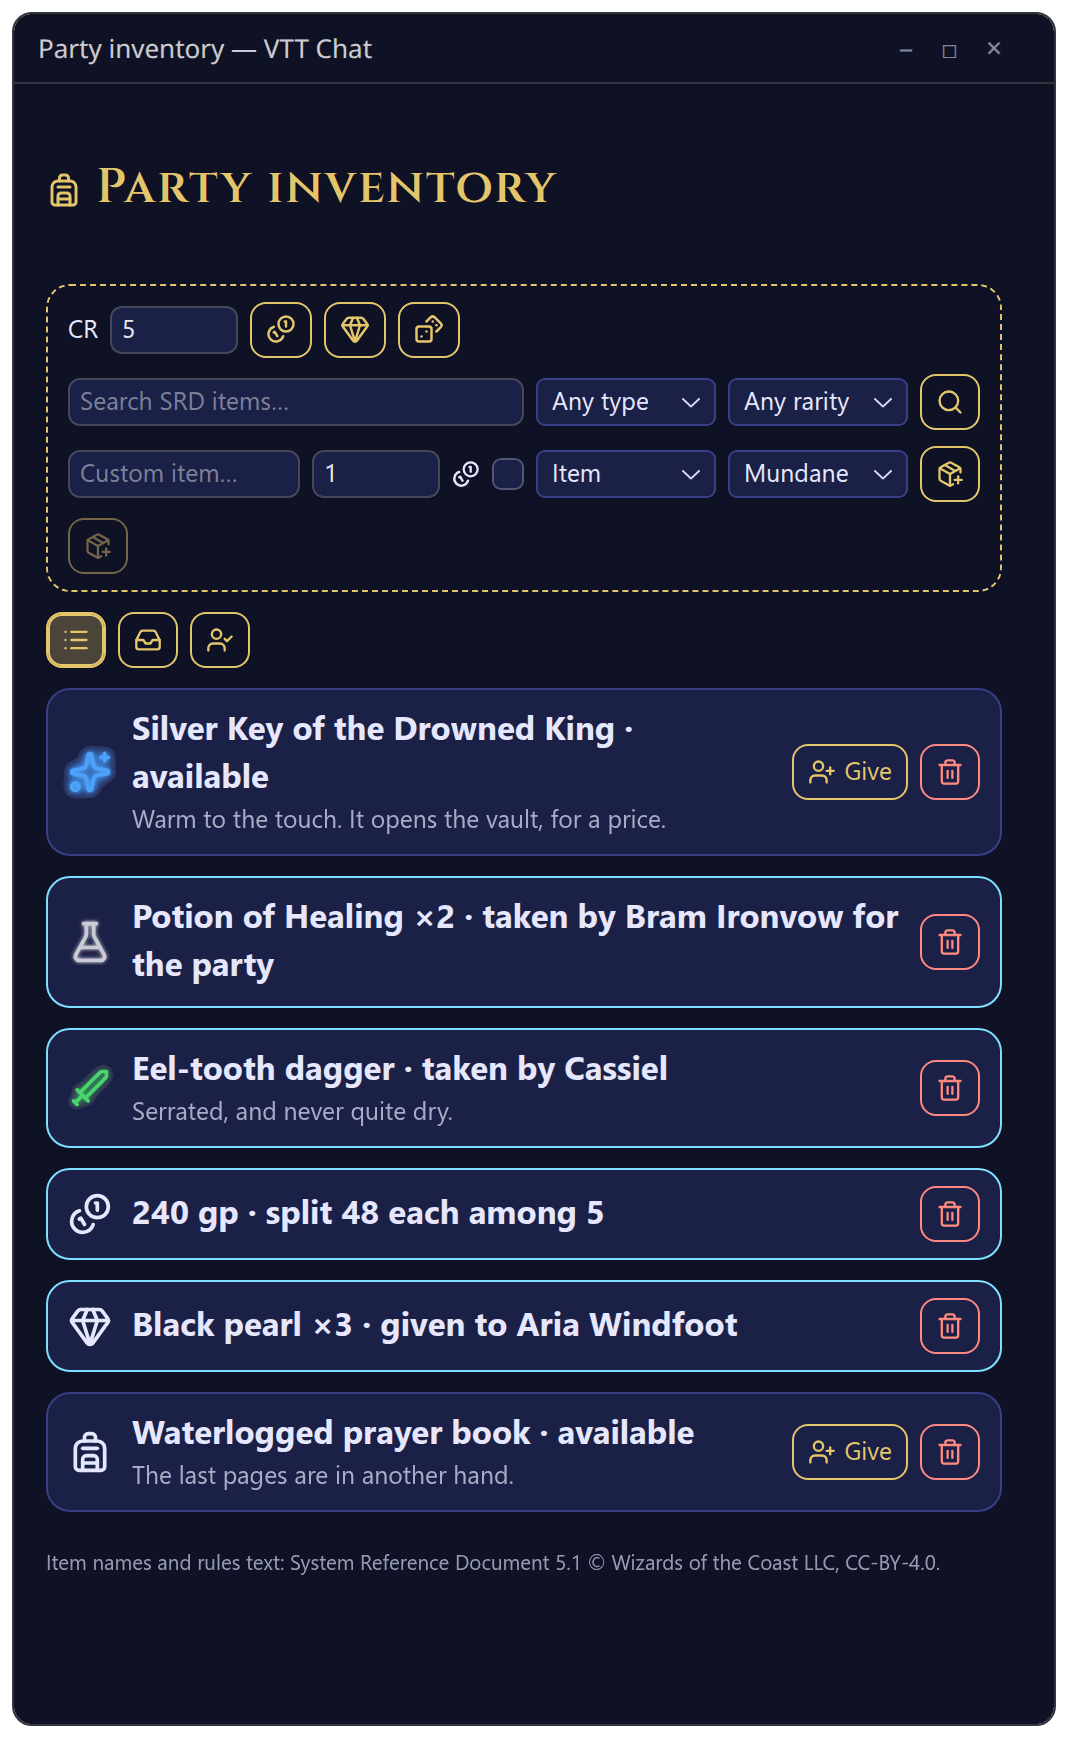 Party inventory — VTT Chat
Party inventory
CR 5
Search SRD items... Any type Any rarity
Custom item... 1 Item Mundane
Silver Key of the Drowned King ·
available
Warm to the touch. It opens the vault, for a price.
Give
Potion of Healing ×2 · taken by Bram Ironvow for
the party
Eel-tooth dagger · taken by Cassiel
Serrated, and never quite dry.
240 gp · split 48 each among 5
Black pearl ×3 · given to Aria Windfoot
Waterlogged prayer book · available
The last pages are in another hand.
Give
Item names and rules text: System Reference Document 5.1 © Wizards of the Coast LLC, CC-BY-4.0.